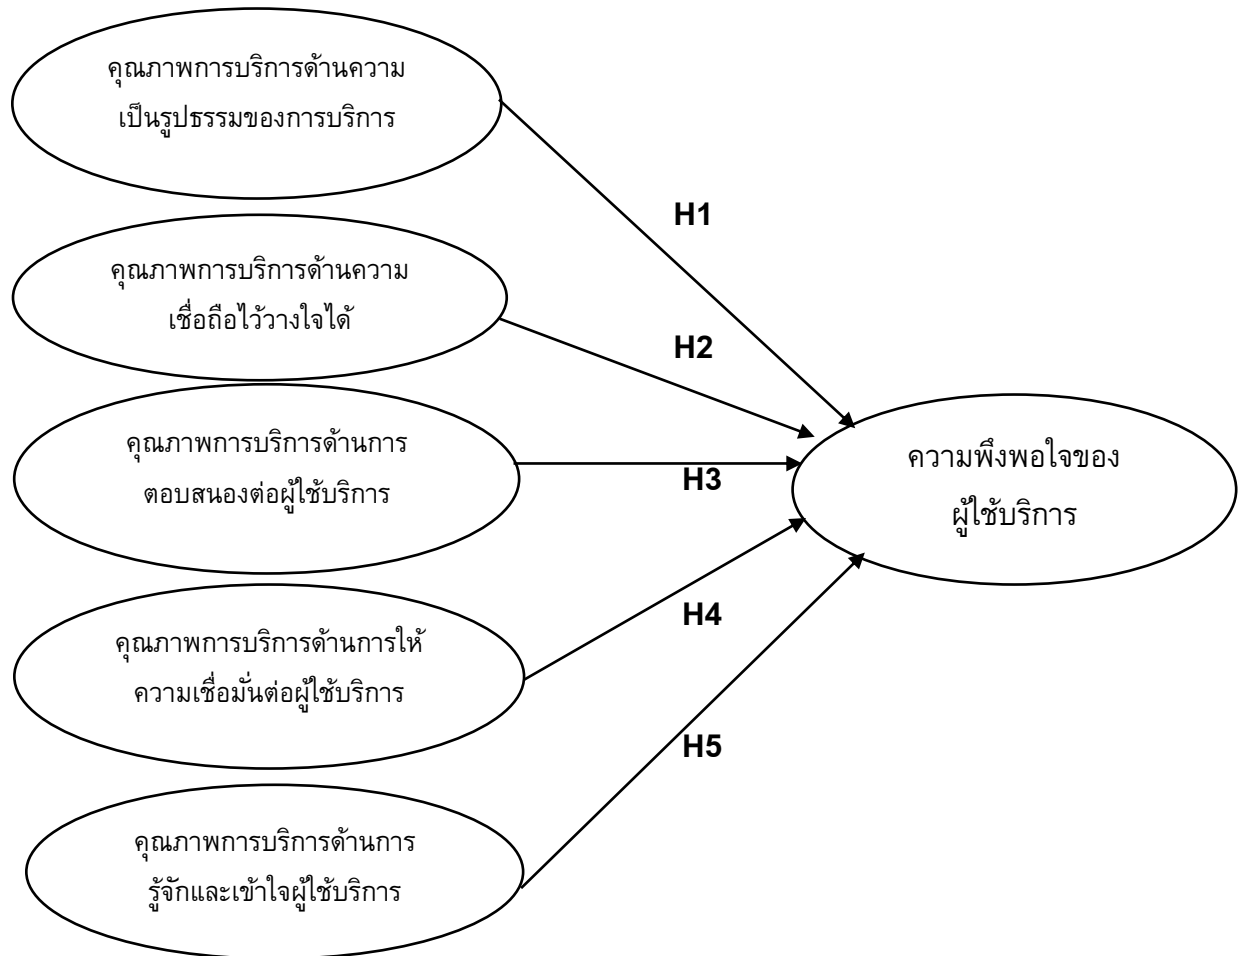 คุณภาพการบริการด้านความ
เป็นรูปธรรมของการบริการ
H1
คุณภาพการบริการด้านความ
เชื่อถือไว้วางใจได้
H2
คุณภาพการบริการด้านการ
ตอบสนองต่อผู้ใช้บริการ
H3
ความพึงพอใจของ
ผู้ใช้บริการ
คุณภาพการบริการด้านการให้
ความเชื่อมั่นต่อผู้ใช้บริการ
H4
H5
คุณภาพการบริการด้านการ
รู้จักและเข้าใจผู้ใช้บริการ